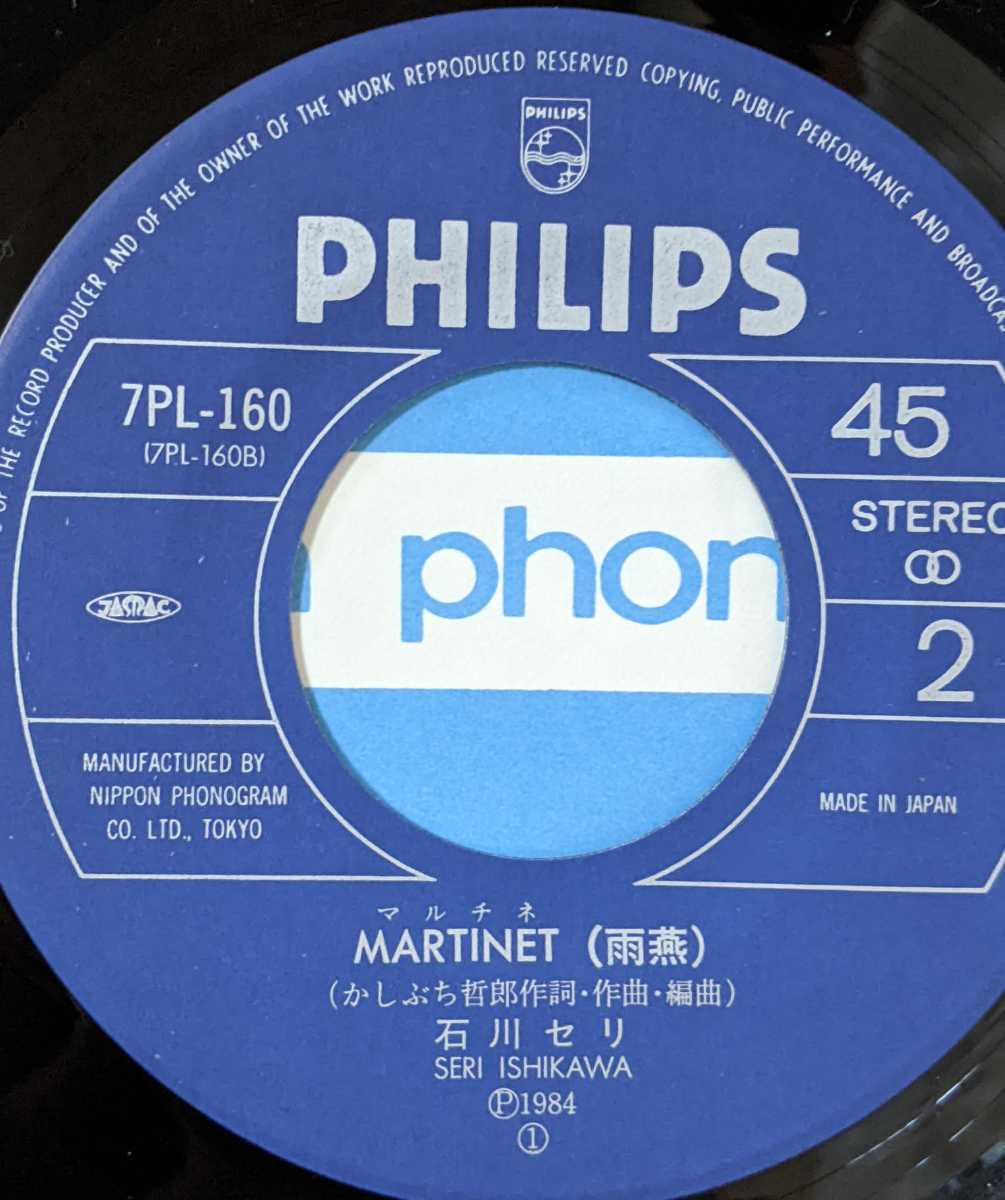 OF THE RECORD PRODUCER AND OF THE OWNER OF THE WORK REPRODUCED RESERVED COPYING, PUBLIC PERFORMANCE AND
PHILIPS
PHILIPS
7PL-160
(7PL-160B)
45
STEREO
phon
JASRAC
2
MANUFACTURED BY
NIPPON PHONOGRAM
CO. LTD., TOKYO
MADE IN JAPAN
マルチネ
MARTINET (雨燕)
(かしぶち哲郎作詞・作曲・編曲)
石川セリ
SERI ISHIKAWA
Ⓟ1984
①